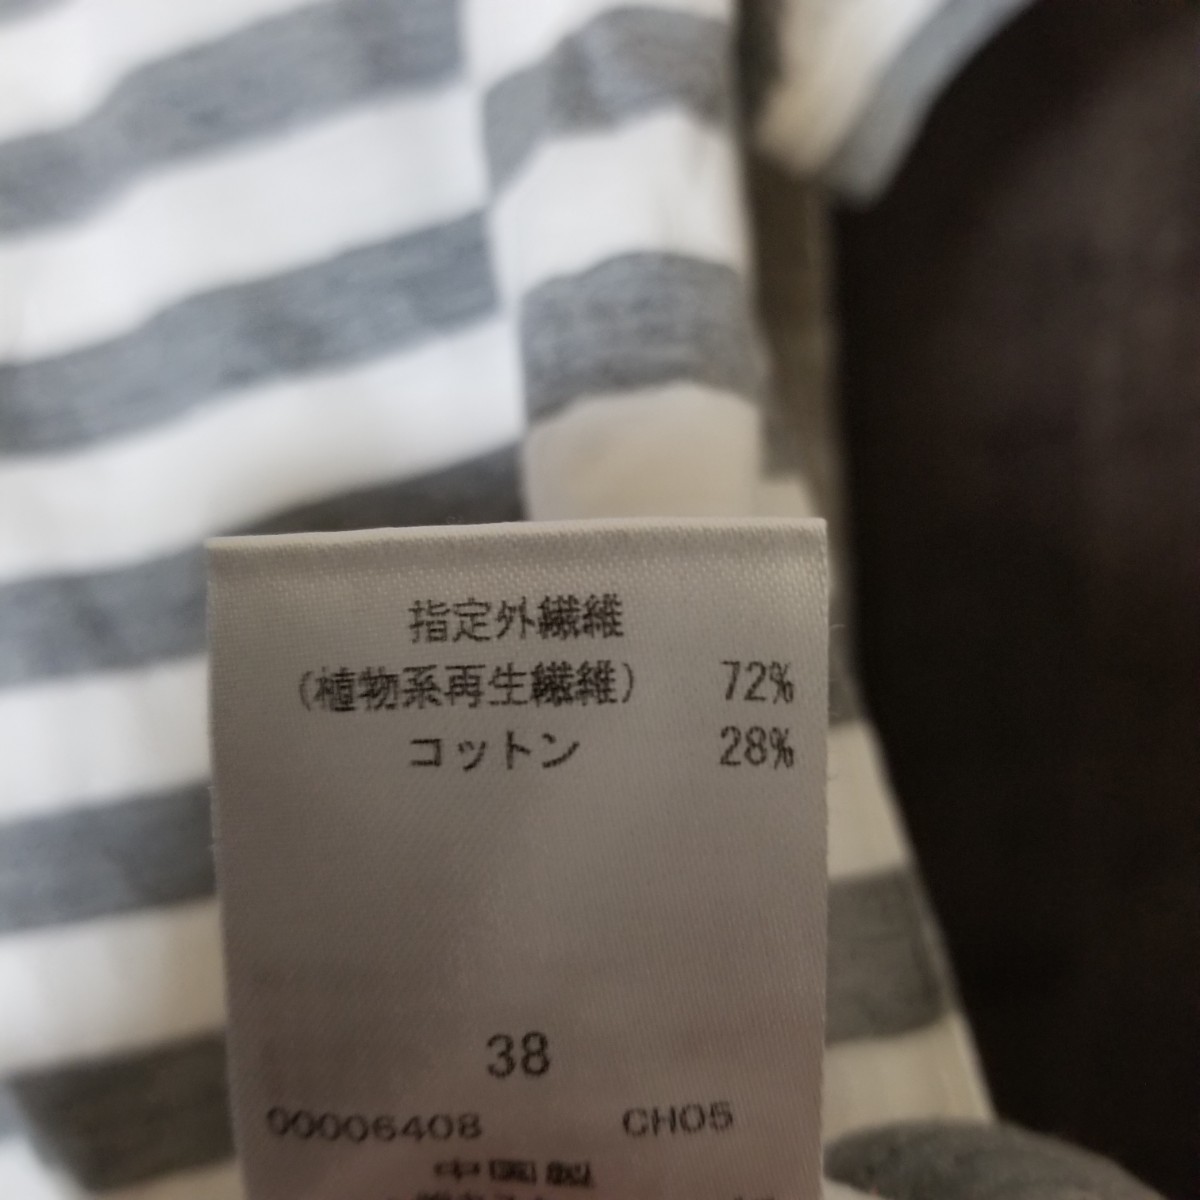 指定外繊維
(植物系再生繊維) 72%
コットン 28%
38
00006408 CH05
中国製